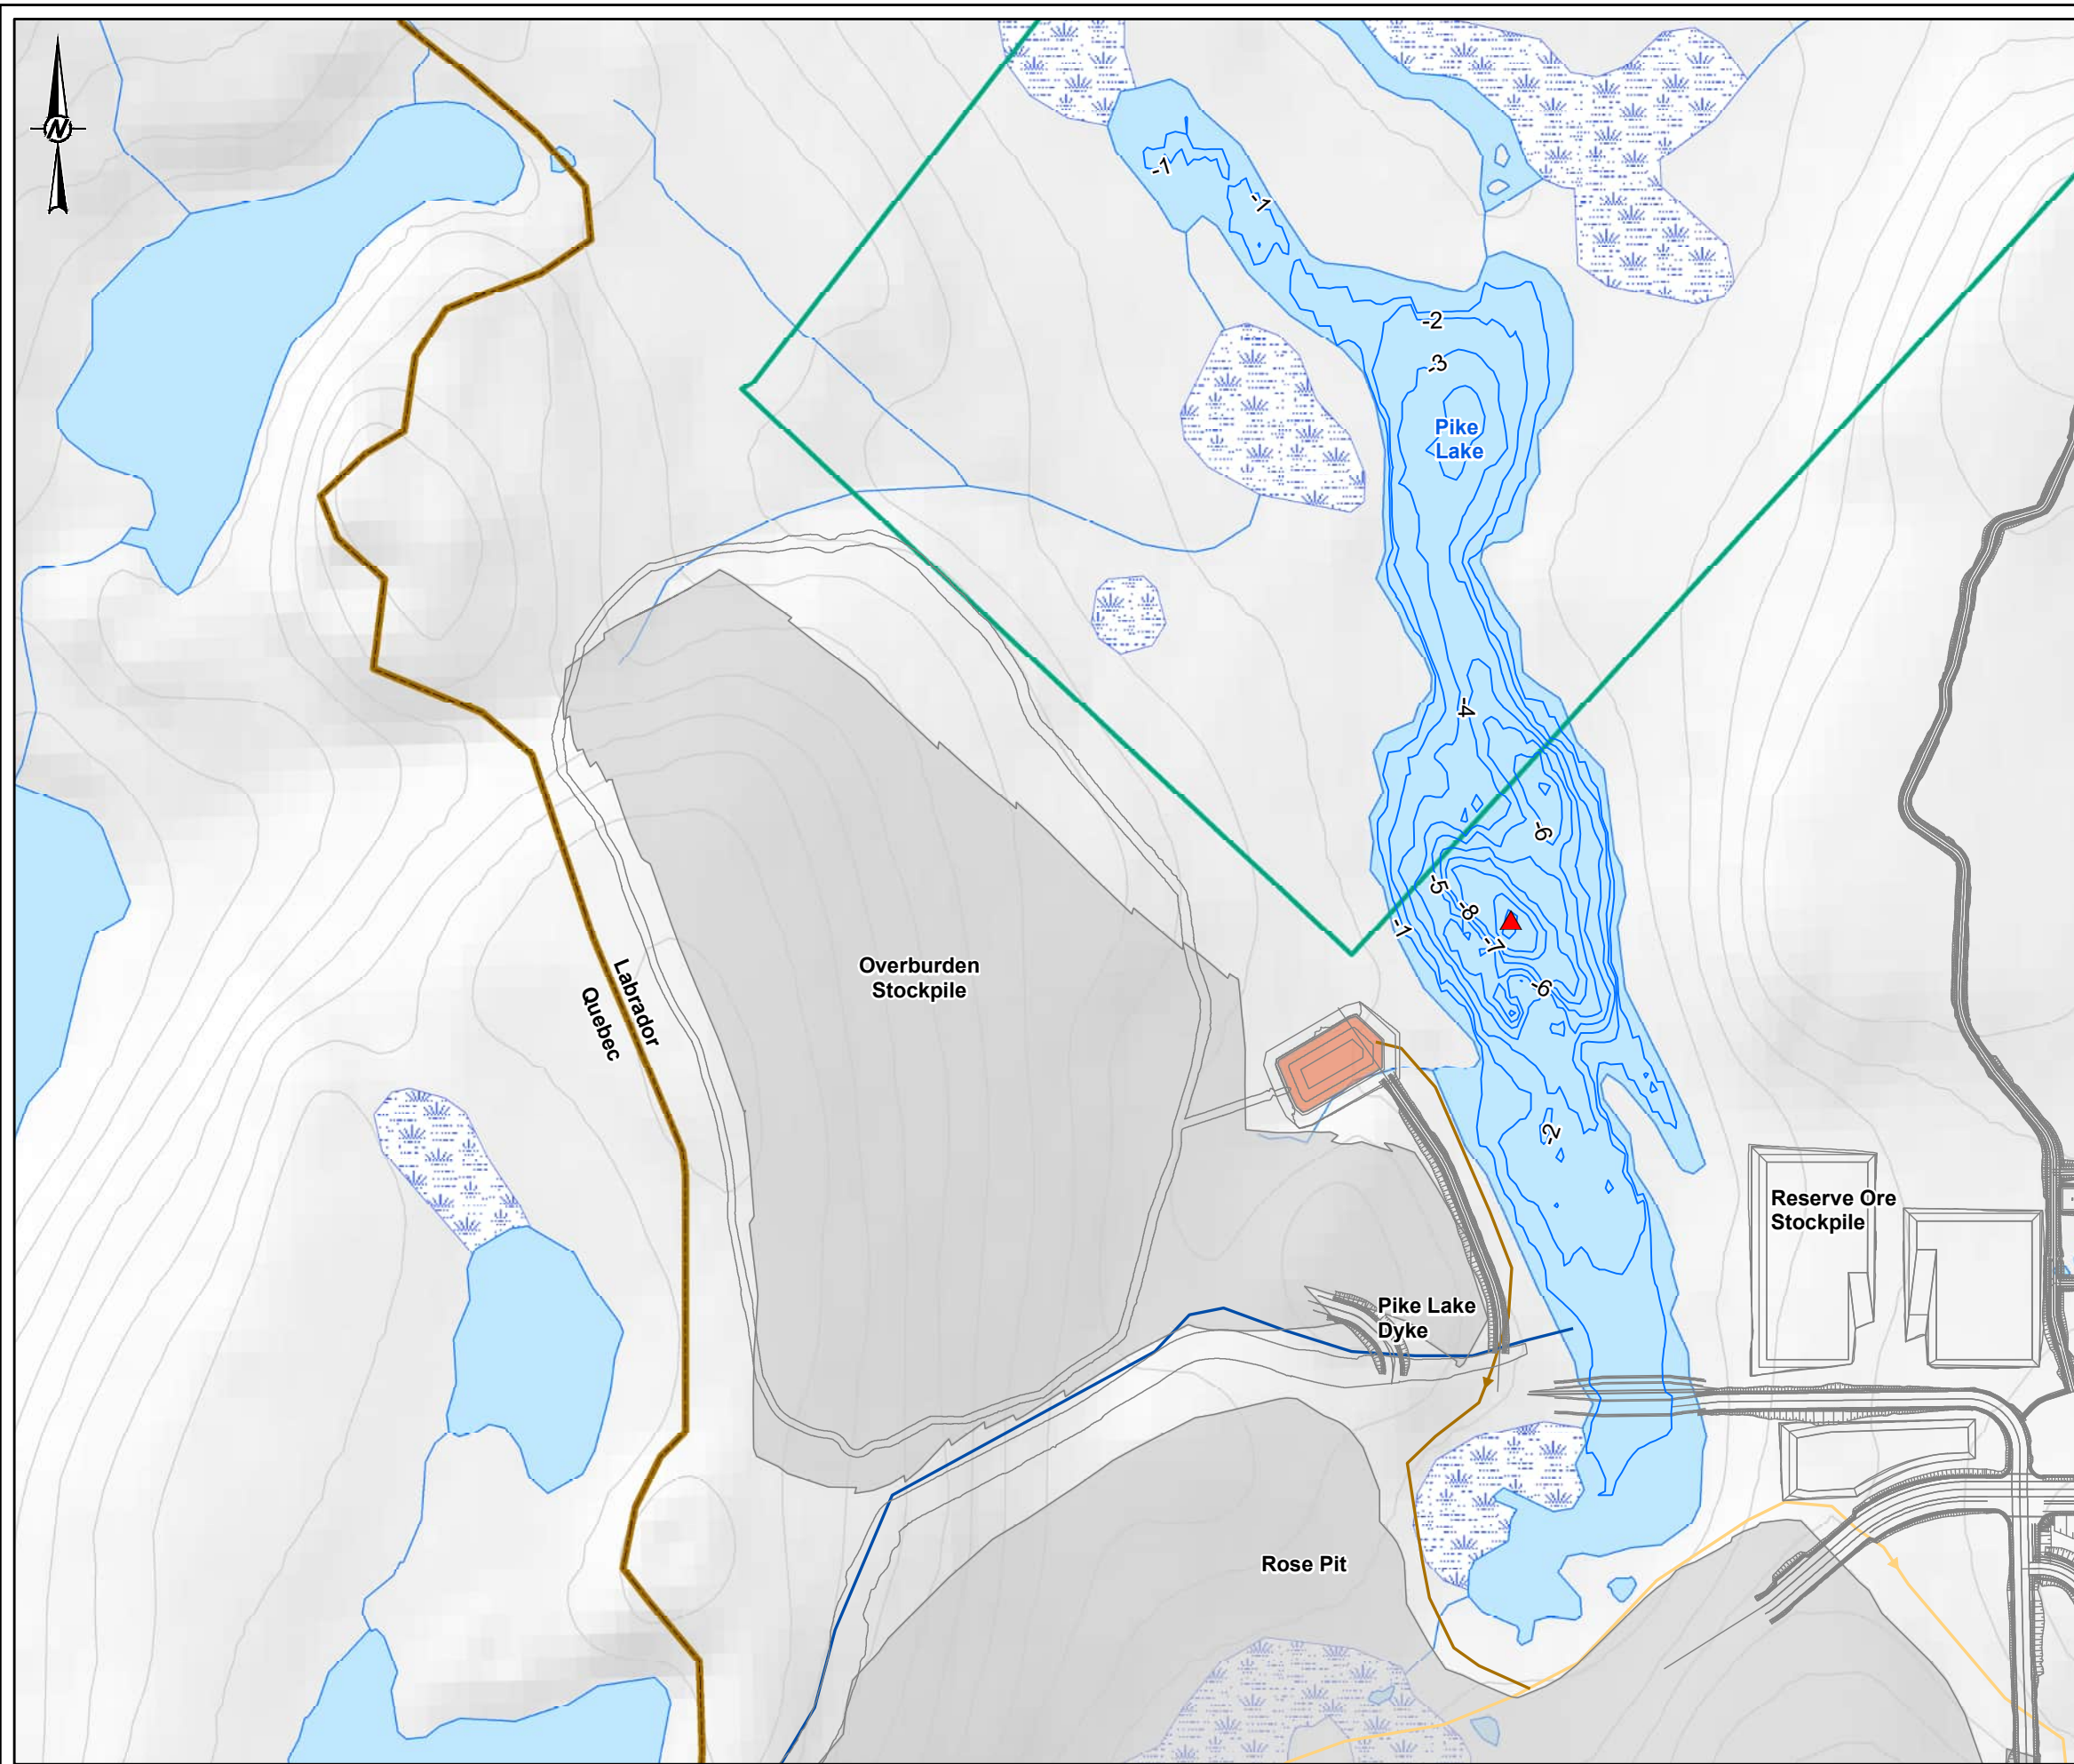 N
-1
-1
-2
-3
Pike
Lake
-4
-6
-5
-8
-1
-7
-6
Overburden
Stockpile
Labrador
Quebec
-2
Reserve Ore
Stockpile
Pike Lake
Dyke
Rose Pit